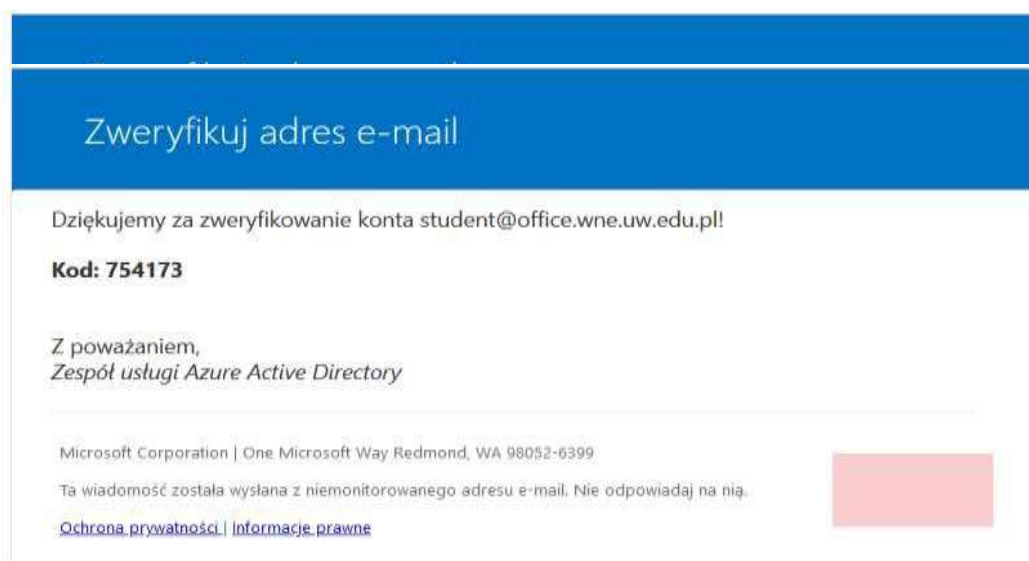 Zweryfikuj adres e-mail
Dziękujemy za zweryfikowanie konta student@office.wne.uw.edu.pl!
Kod: 754173
Z poważaniem,
Zespół usługi Azure Active Directory
Microsoft Corporation | One Microsoft Way Redmond, WA 98052-6399
Ta wiadomość została wysłana z niemonitorowanego adresu e-mail. Nie odpowiadaj na nią.
Ochrona prywatności | Informacje prawne